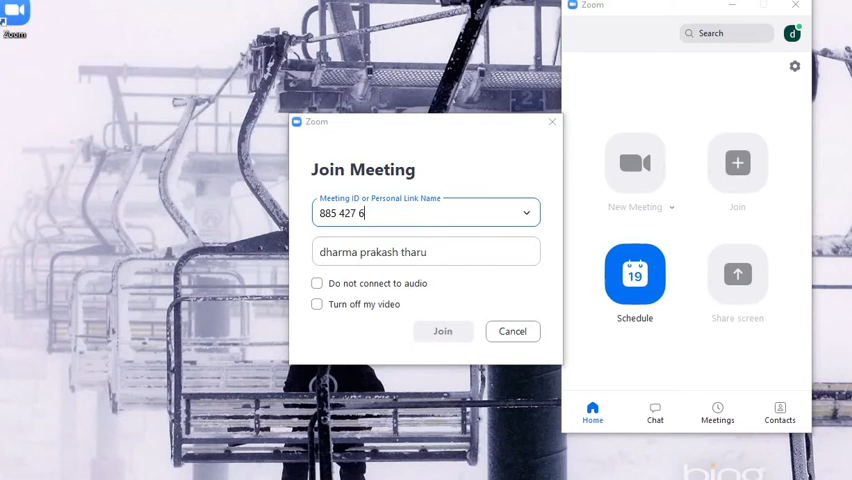 Zoom
Zoom
Search
d
New Meeting
Join
19
Schedule
Share screen
Home
Chat
Meetings
Contacts
Zoom
Join Meeting
Meeting ID or Personal Link Name
885 427 6
dharma prakash tharu
Do not connect to audio
Turn off my video
Join
Cancel
bing